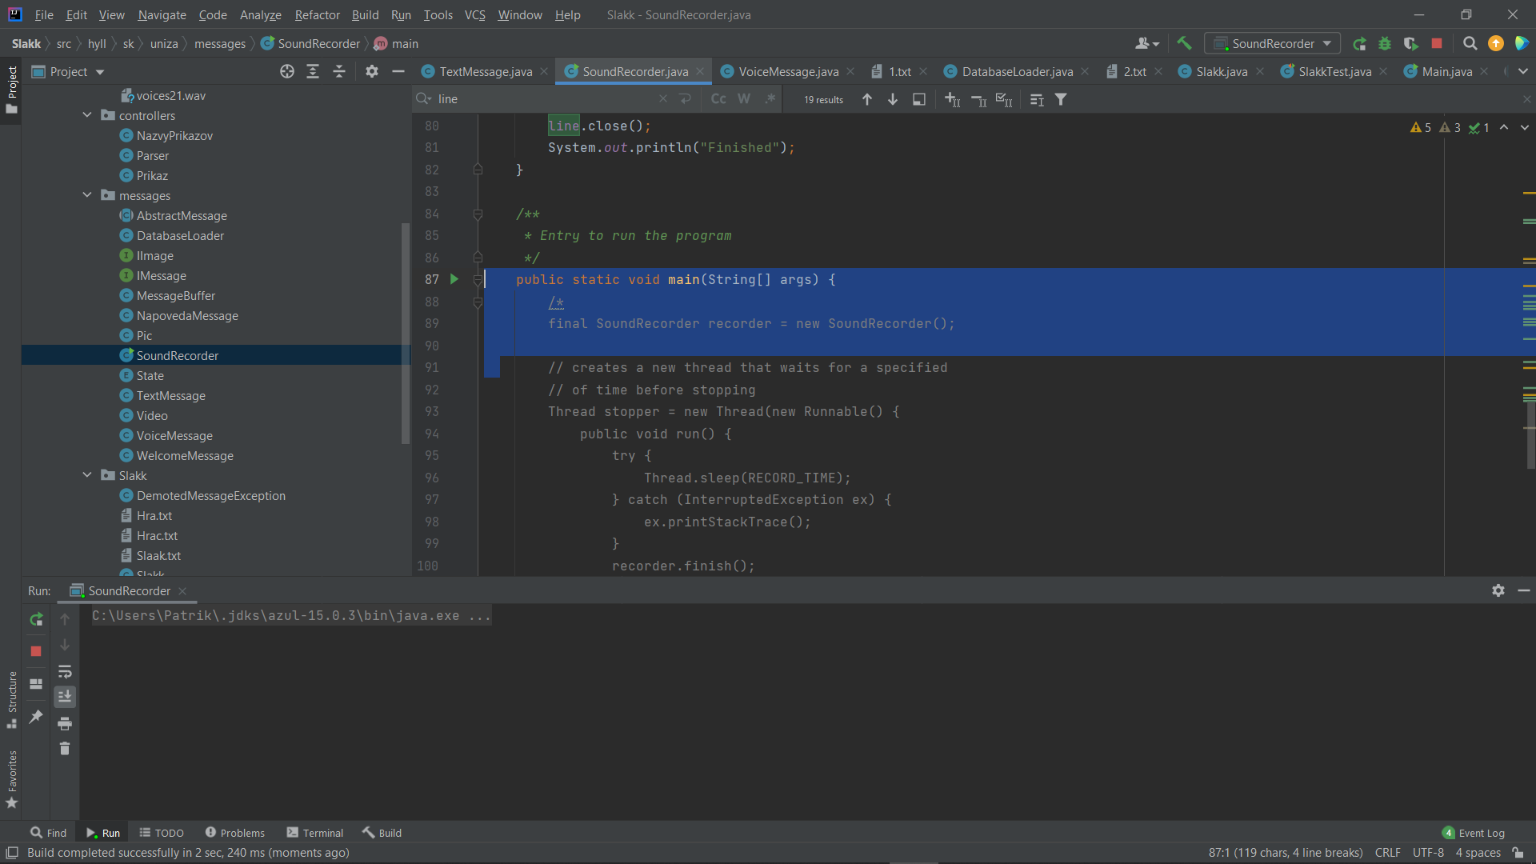 File Edit View Navigate Code Analyze Refactor Build Run Tools VCS Window Help Slakk - SoundRecorder.java
Slakk src hyll sk uniza messages SoundRecorder main SoundRecorder
Project Project TextMessage.java SoundRecorder.java VoiceMessage.java 1.txt DatabaseLoader.java 2.txt Slakk.java SlakkTest.java Main.java
line Cc W .* 19 results
voices21.wav
controllers
NazvyPrikazov
Parser
Prikaz
messages
AbstractMessage
DatabaseLoader
IImage
IMessage
MessageBuffer
NapovedaMessage
Pic
SoundRecorder
State
TextMessage
Video
VoiceMessage
WelcomeMessage
Slakk
DemotedMessageException
Hra.txt
Hrac.txt
Slaak.txt
Slakk
5 3 1
80 line.close();
81 System.out.println("Finished");
82 }
83
84 /**
85 * Entry to run the program
86 */
87 public static void main(String[] args) {
88 /*
89 final SoundRecorder recorder = new SoundRecorder();
90
91 // creates a new thread that waits for a specified
92 // of time before stopping
93 Thread stopper = new Thread(new Runnable() {
94 public void run() {
95 try {
96 Thread.sleep(RECORD_TIME);
97 } catch (InterruptedException ex) {
98 ex.printStackTrace();
99 }
100 recorder.finish();
Run: SoundRecorder
C:\Users\Patrik\.jdks\azul-15.0.3\bin\java.exe ...
Structure
Favorites
Find Run TODO Problems Terminal Build 4 Event Log
Build completed successfully in 2 sec, 240 ms (moments ago) 87:1 (119 chars, 4 line breaks) CRLF UTF-8 4 spaces